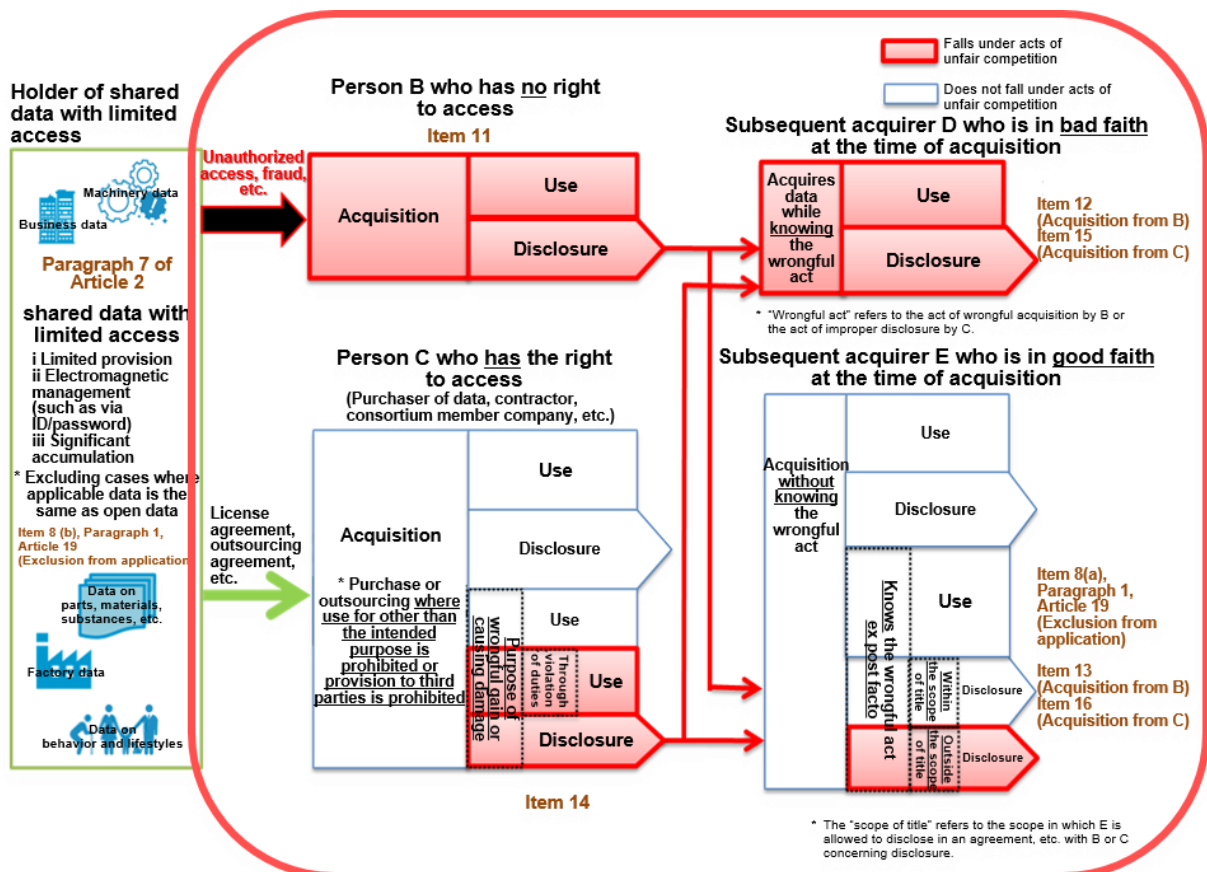 Falls under acts of
unfair competition
Does not fall under acts of
unfair competition
Holder of shared
data with limited
access
Machinery data
Business data
Paragraph 7 of
Article 2
shared data with
limited access
i Limited provision
ii Electromagnetic
management
(such as via
ID/password)
iii Significant
accumulation
* Excluding cases where
applicable data is the
same as open data
Item 8 (b), Paragraph 1,
Article 19
(Exclusion from application
Data on
parts, materials,
substances, etc.
Factory data
Data on
behavior and lifestyles
Unauthorized
access, fraud,
etc.
License
agreement,
outsourcing
agreement,
etc.
Person B who has no right
to access
Item 11
Acquisition
Use
Disclosure
Person C who has the right
to access
(Purchaser of data, contractor,
consortium member company, etc.)
Acquisition
* Purchase or
outsourcing where
use for other than
the intended
purpose is
prohibited or
provision to third
parties is prohibited
Use
Disclosure
Use
Purpose of
wrongful gain or
causing damage
Through
violation
of duties
Use
Disclosure
Item 14
Subsequent acquirer D who is in bad faith
at the time of acquisition
Acquires
data
while
knowing
the
wrongful
act
Use
Disclosure
Item 12
(Acquisition from B)
Item 15
(Acquisition from C)
* "Wrongful act" refers to the act of wrongful acquisition by B or
the act of improper disclosure by C.
Subsequent acquirer E who is in good faith
at the time of acquisition
Acquisition
without
knowing the
wrongful
act
Use
Disclosure
Knows the wrongful act
ex post facto
Use
Within
the scope
of title
Disclosure
Outside
the scope
of title
Disclosure
Item 8(a),
Paragraph 1,
Article 19
(Exclusion from
application)
Item 13
(Acquisition from B)
Item 16
(Acquisition from C)
* The "scope of title" refers to the scope in which E is
allowed to disclose in an agreement, etc. with B or C
concerning disclosure.